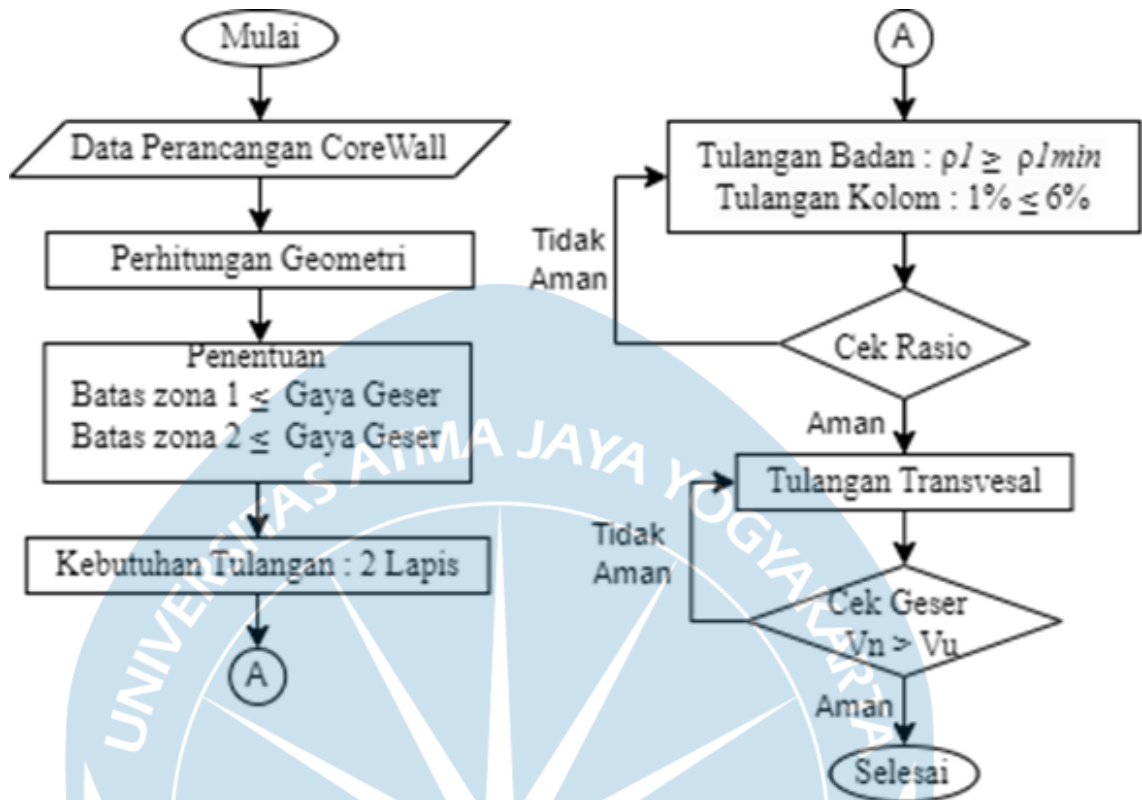 Mulai
Data Perancangan CoreWall
Perhitungan Geometri
Penentuan
Batas zona 1 ≤ Gaya Geser
Batas zona 2 ≤ Gaya Geser
Kebutuhan Tulangan : 2 Lapis
A
A
Tulangan Badan : ρl ≥ ρlmin
Tulangan Kolom : 1% ≤ 6%
Tidak
Aman
Cek Rasio
Aman
Tulangan Transvesal
Tidak
Aman
Cek Geser
Vn > Vu
Aman
Selesai
UNIVERSITAS ATMA JAYA YOGYAKARTA